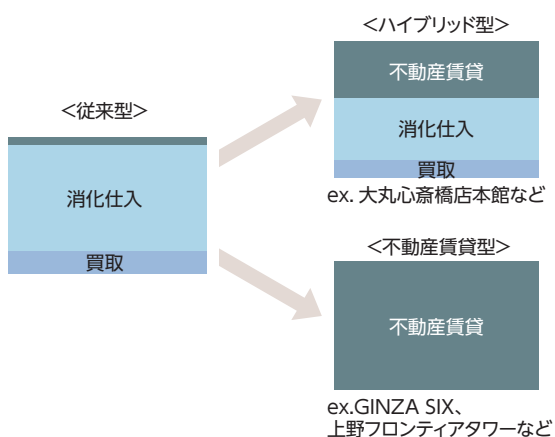 <従来型>
消化仕入
買取
<ハイブリッド型>
不動産賃貸
消化仕入
買取
ex. 大丸心斎橋店本館など
<不動産賃貸型>
不動産賃貸
ex.GINZA SIX、
上野フロンティアタワーなど